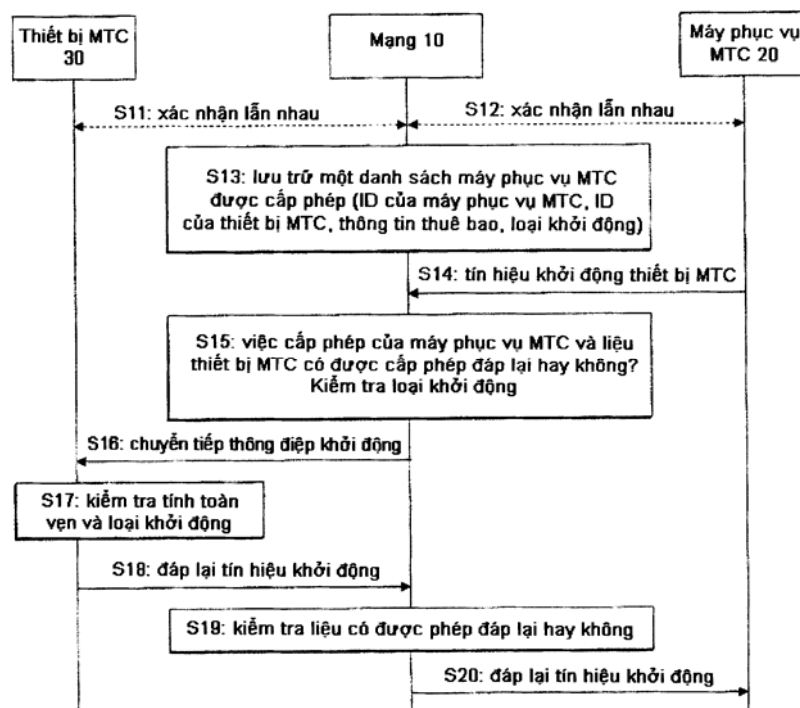 Thiết bị MTC
30
Mạng 10
Máy phục vụ
MTC 20
S11: xác nhận lẫn nhau
S12: xác nhận lẫn nhau
S13: lưu trữ một danh sách máy phục vụ MTC
được cấp phép (ID của máy phục vụ MTC, ID
của thiết bị MTC, thông tin thuê bao, loại khởi động)
S14: tín hiệu khởi động thiết bị MTC
S15: việc cấp phép của máy phục vụ MTC và liệu
thiết bị MTC có được cấp phép đáp lại hay không?
Kiểm tra loại khởi động
S16: chuyển tiếp thông điệp khởi động
S17: kiểm tra tính toàn
vẹn và loại khởi động
S18: đáp lại tín hiệu khởi động
S19: kiểm tra liệu có được phép đáp lại hay không
S20: đáp lại tín hiệu khởi động